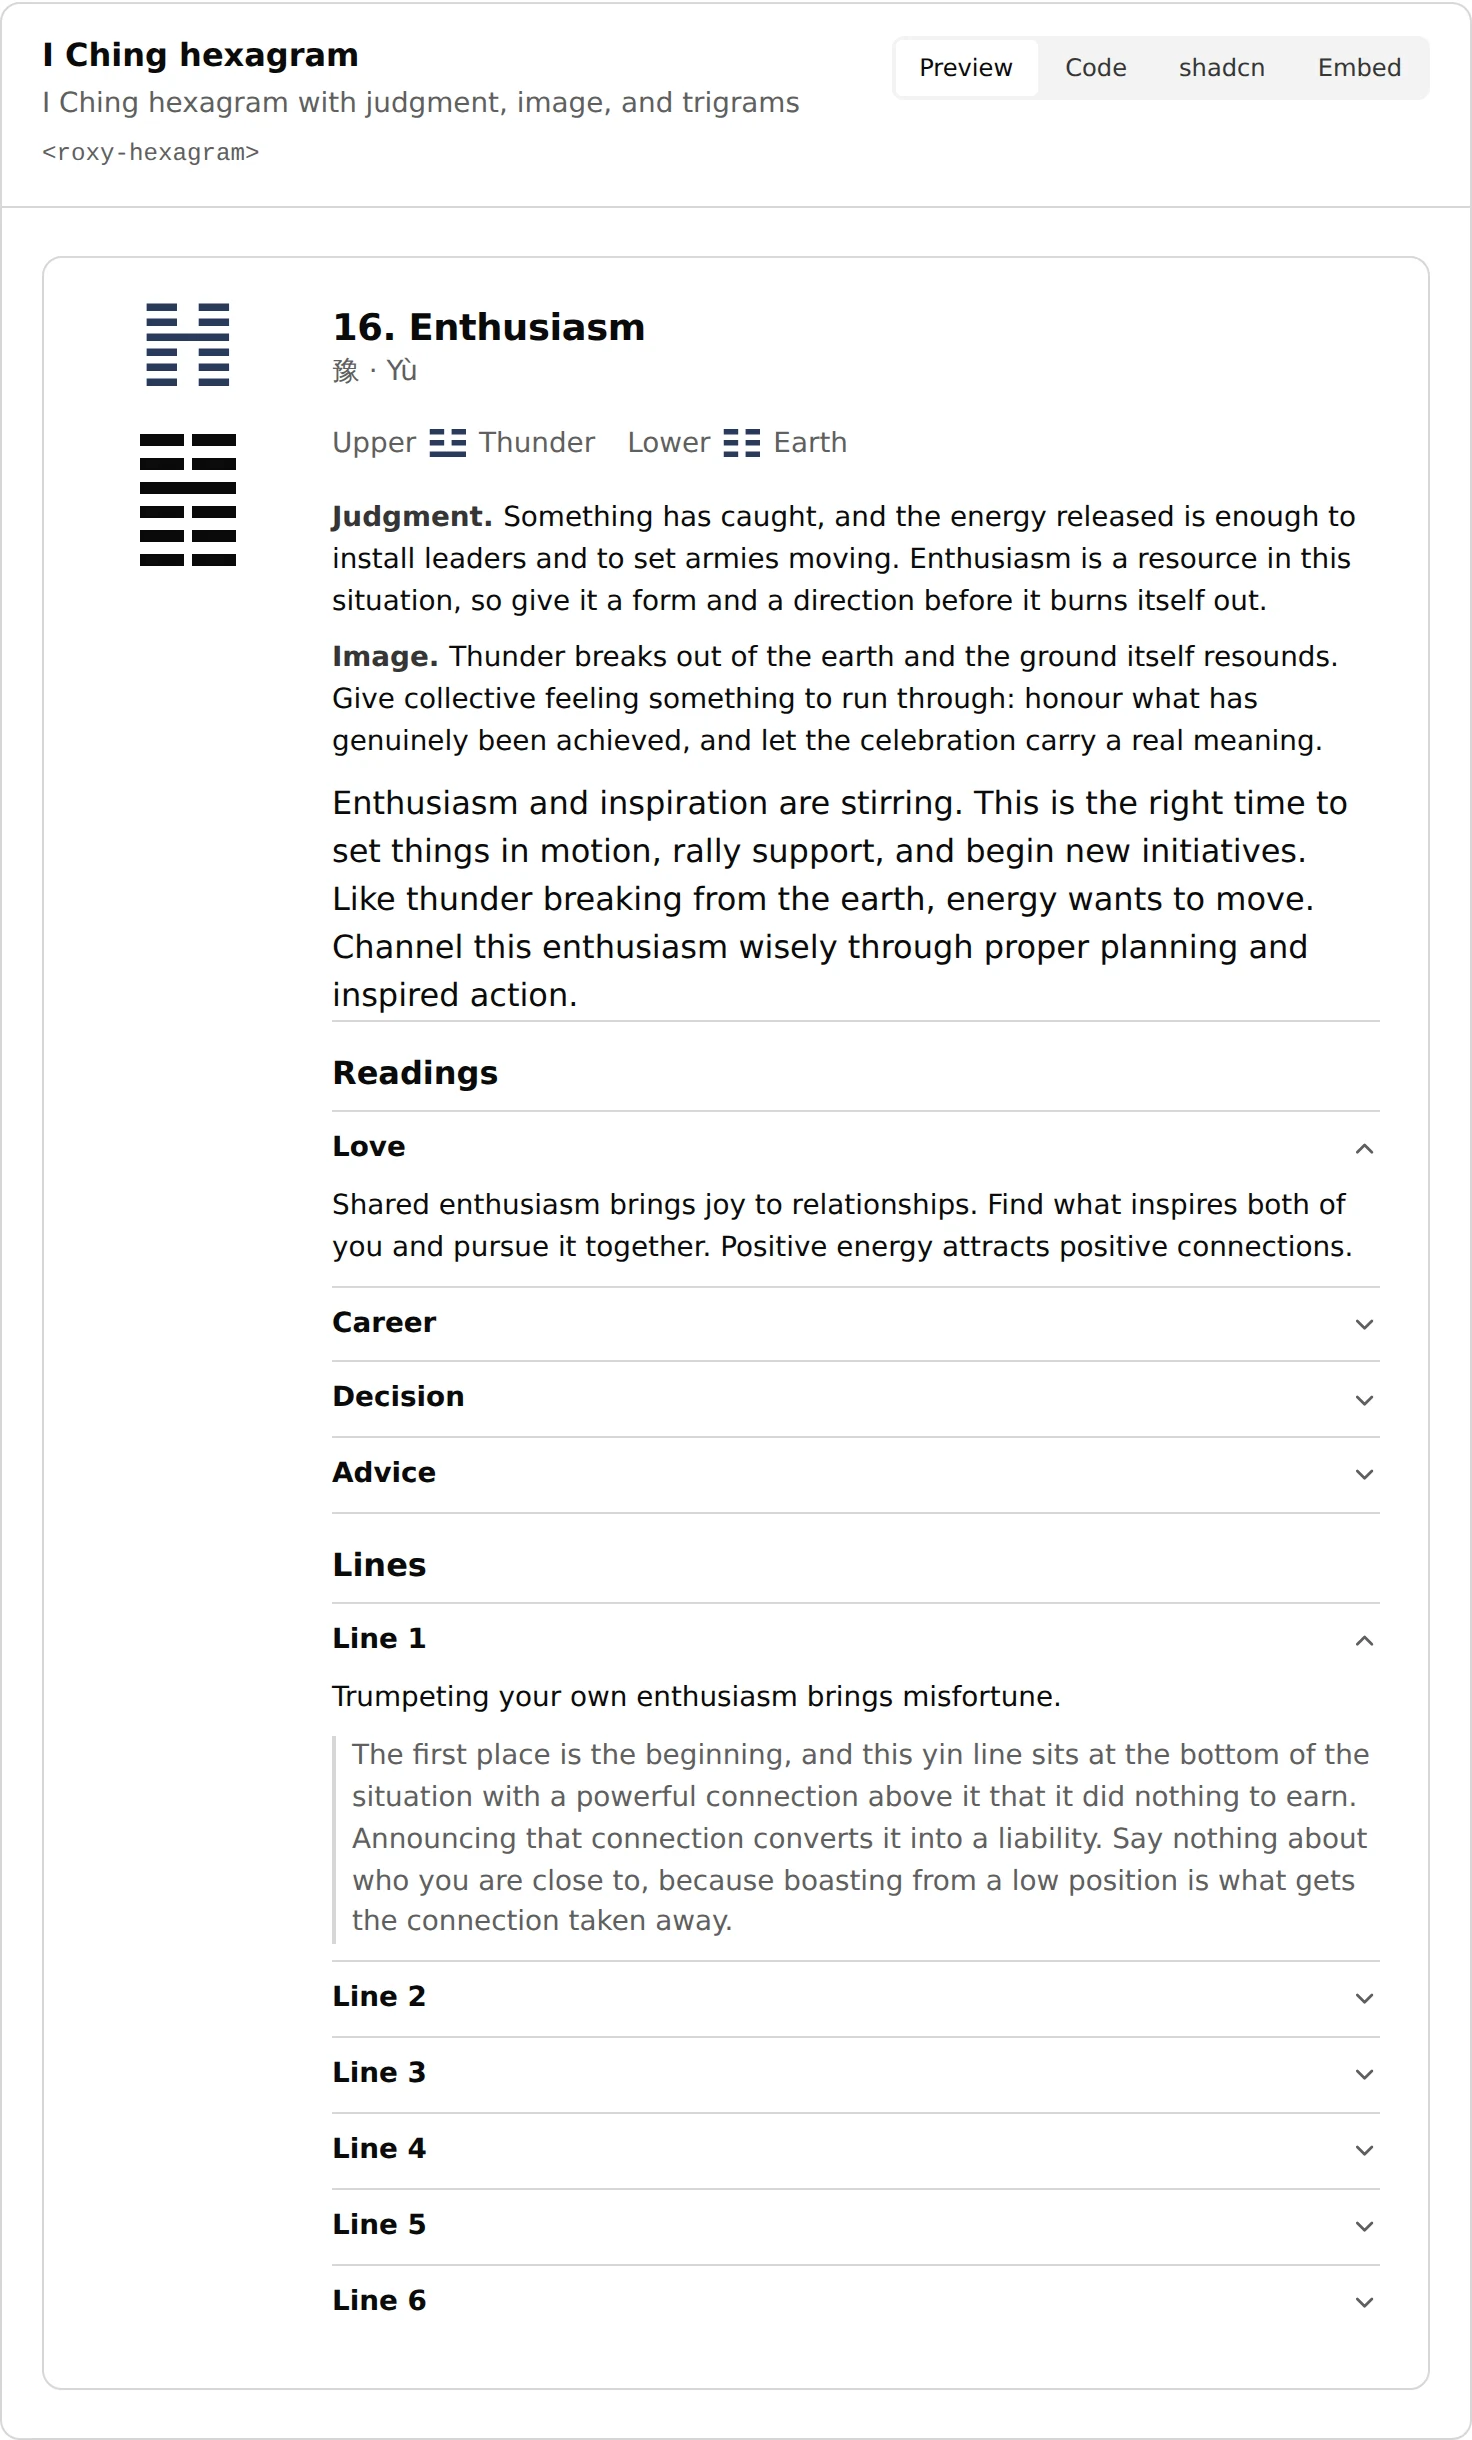 I Ching hexagram
I Ching hexagram with judgment, image, and trigrams
<roxy-hexagram>
Preview
Code
shadcn
Embed
16. Enthusiasm
豫 · Yù
Upper ☳ Thunder Lower ☷ Earth
Judgment. Something has caught, and the energy released is enough to
install leaders and to set armies moving. Enthusiasm is a resource in this
situation, so give it a form and a direction before it burns itself out.
Image. Thunder breaks out of the earth and the ground itself resounds.
Give collective feeling something to run through: honour what has
genuinely been achieved, and let the celebration carry a real meaning.
Enthusiasm and inspiration are stirring. This is the right time to
set things in motion, rally support, and begin new initiatives.
Like thunder breaking from the earth, energy wants to move.
Channel this enthusiasm wisely through proper planning and
inspired action.
Readings
Love
Shared enthusiasm brings joy to relationships. Find what inspires both of
you and pursue it together. Positive energy attracts positive connections.
Career
Decision
Advice
Lines
Line 1
Trumpeting your own enthusiasm brings misfortune.
The first place is the beginning, and this yin line sits at the bottom of the
situation with a powerful connection above it that it did nothing to earn.
Announcing that connection converts it into a liability. Say nothing about
who you are close to, because boasting from a low position is what gets
the connection taken away.
Line 2
Line 3
Line 4
Line 5
Line 6